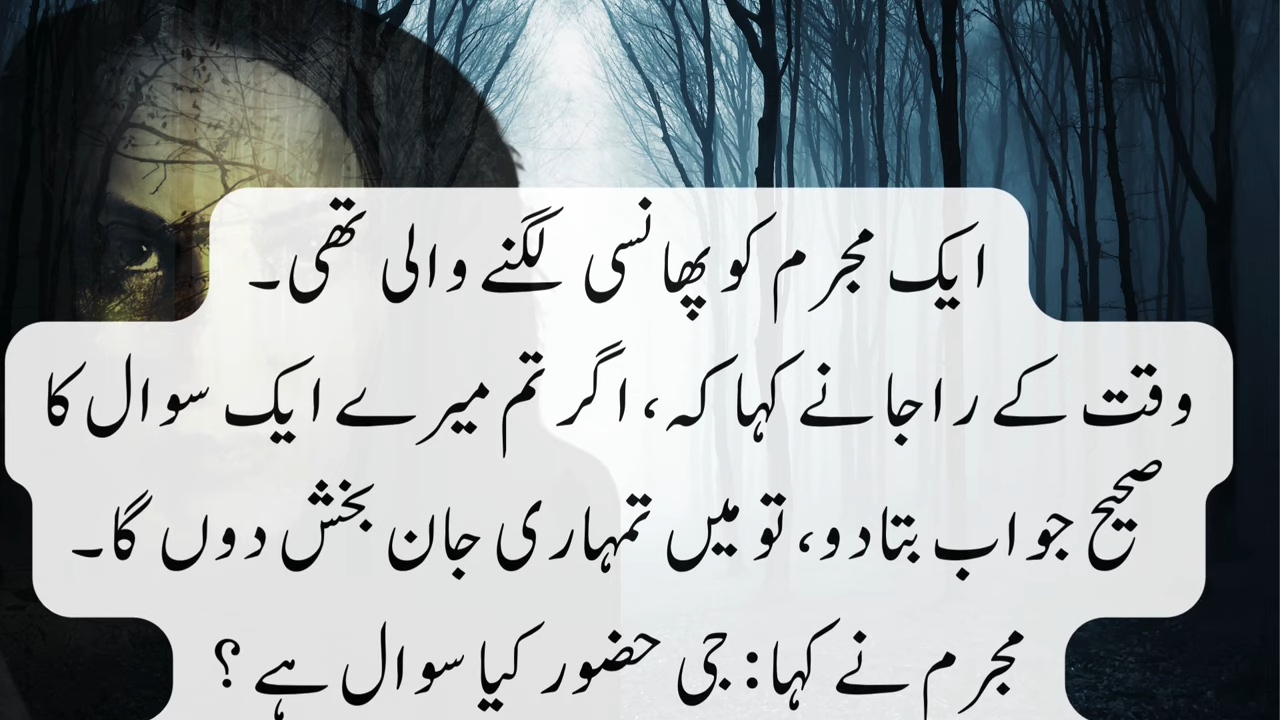 ایک مجرم کو پھانسی لگنے والی تھی۔
وقت کے راجا نے کہا کہ، اگر تم میرے ایک سوال کا
صحیح جواب بتا دو، تو میں تمہاری جان بخش دوں گا۔
مجرم نے کہا: جی حضور کیا سوال ہے؟